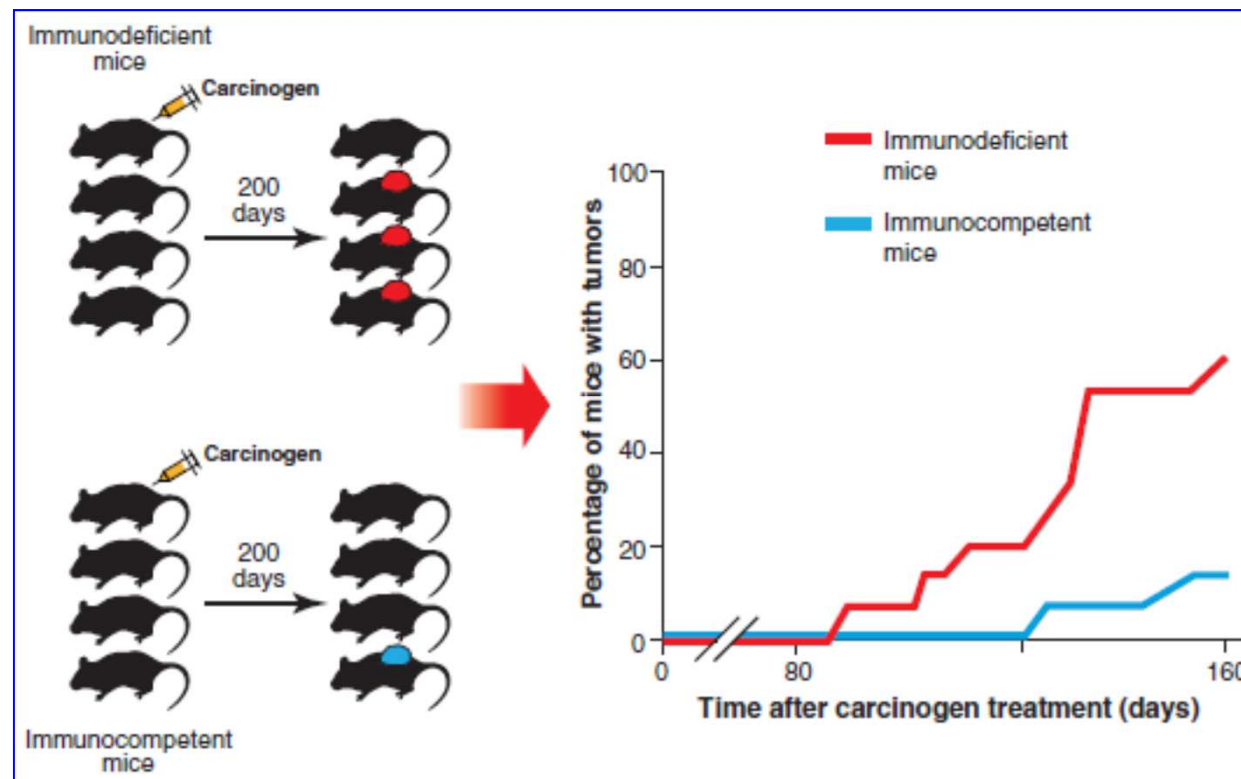 Immunodeficient
mice
Carcinogen
200
days
Carcinogen
200
days
Immunocompetent
mice
Immunodeficient
mice
Immunocompetent
mice
Percentage of mice with tumors
100
80
60
40
20
0
0
80
160
Time after carcinogen treatment (days)